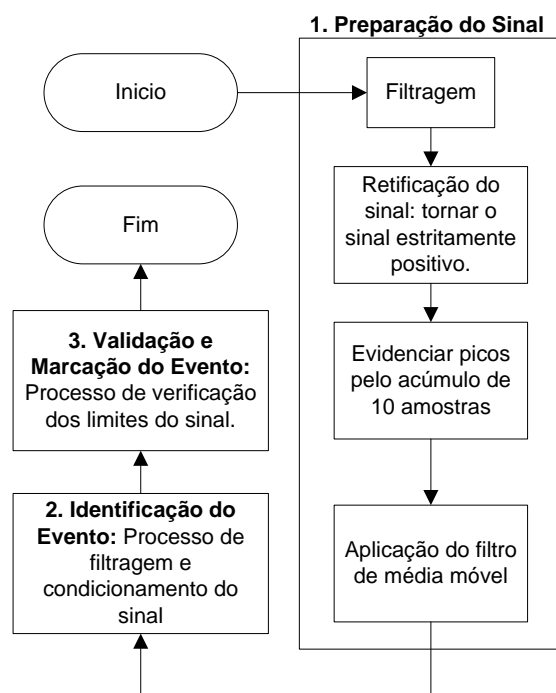 1. Preparação do Sinal
Inicio
Filtragem
Retificação do
sinal: tornar o
sinal estritamente
positivo.
Evidenciar picos
pelo acúmulo de
10 amostras
Aplicação do filtro
de média móvel
2. Identificação do
Evento: Processo de
filtragem e
condicionamento do
sinal
3. Validação e
Marcação do Evento:
Processo de verificação
dos limites do sinal.
Fim